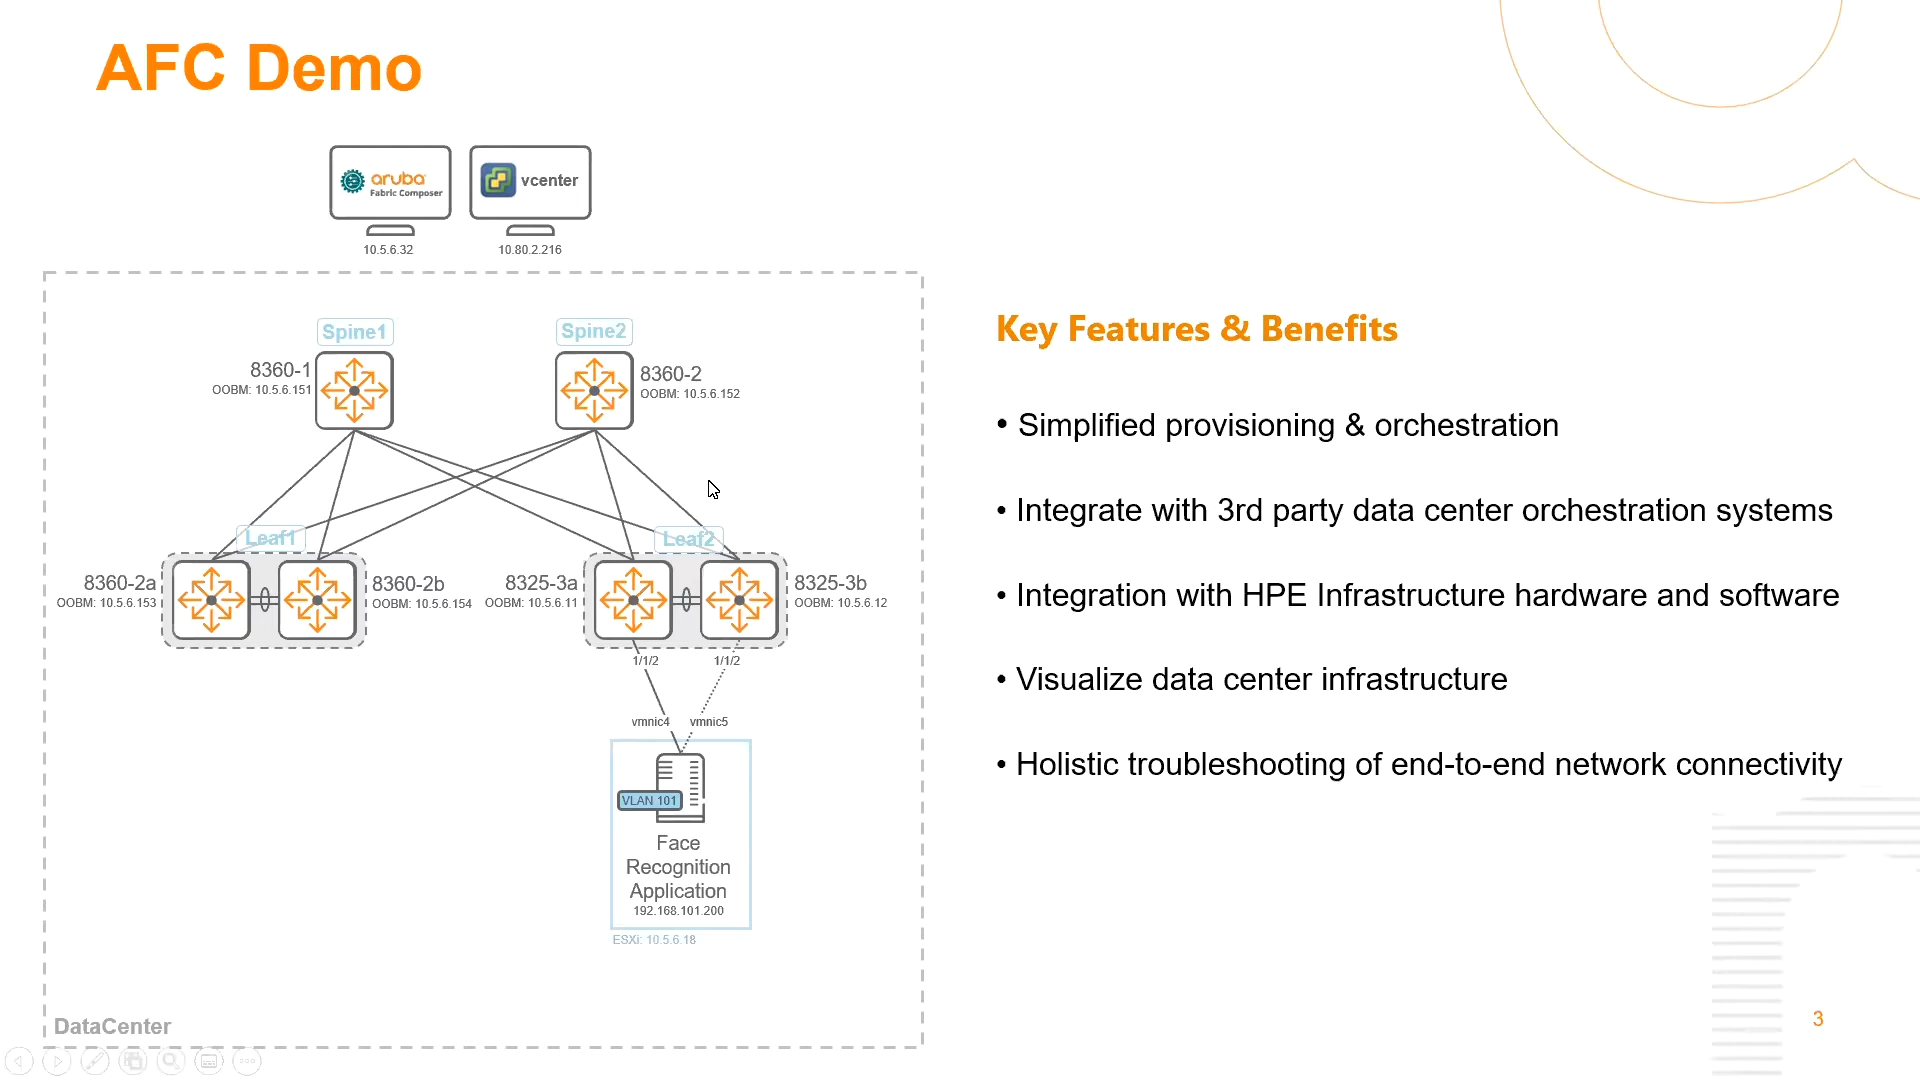 AFC Demo
aruba
Fabric Composer
vcenter
10.5.6.32
10.80.2.216
Spine1
Spine2
8360-1
OOBM: 10.5.6.151
8360-2
OOBM: 10.5.6.152
Leaf1
Leaf2
8360-2a
OOBM: 10.5.6.153
8360-2b
OOBM: 10.5.6.154
8325-3a
OOBM: 10.5.6.11
8325-3b
OOBM: 10.5.6.12
1/1/2
1/1/2
vmnic4
vmnic5
VLAN 101
Face
Recognition
Application
192.168.101.200
ESXi: 10.5.6.18
DataCenter
Key Features & Benefits
• Simplified provisioning & orchestration
• Integrate with 3rd party data center orchestration systems
• Integration with HPE Infrastructure hardware and software
• Visualize data center infrastructure
• Holistic troubleshooting of end-to-end network connectivity
3